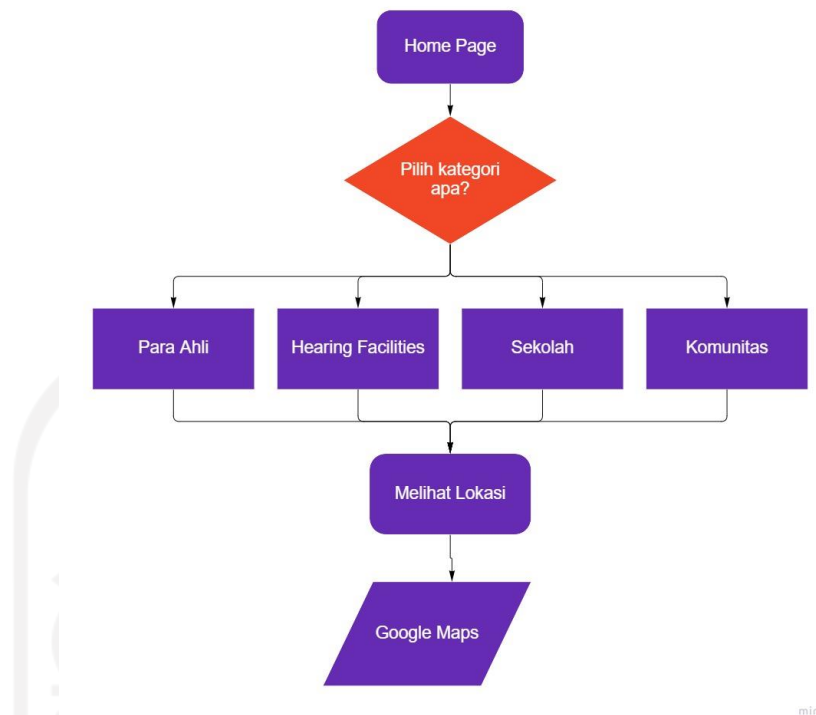 Home Page
Pilih kategori
apa?
Para Ahli
Hearing Facilities
Sekolah
Komunitas
Melihat Lokasi
Google Maps